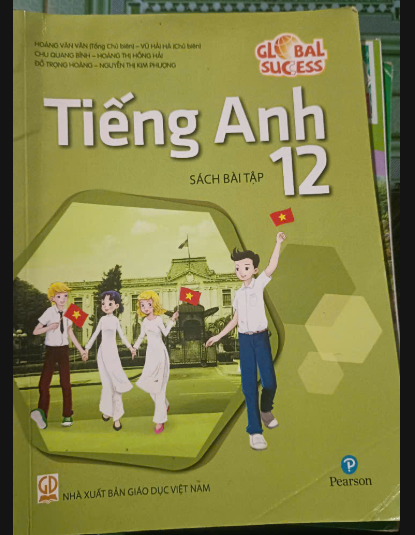 HOÀNG VĂN VÂN (Tổng Chủ biên) – VŨ HẢI HÀ (Chủ biên)
CHU QUANG BÌNH – HOÀNG THỊ HỒNG HẢI
ĐỖ TRỌNG HOÀNG – NGUYỄN THỊ KIM PHƯỢNG
GLOBAL
SUCCESS
Tiếng Anh
12
SÁCH BÀI TẬP
GD
NHÀ XUẤT BẢN GIÁO DỤC VIỆT NAM
Pearson